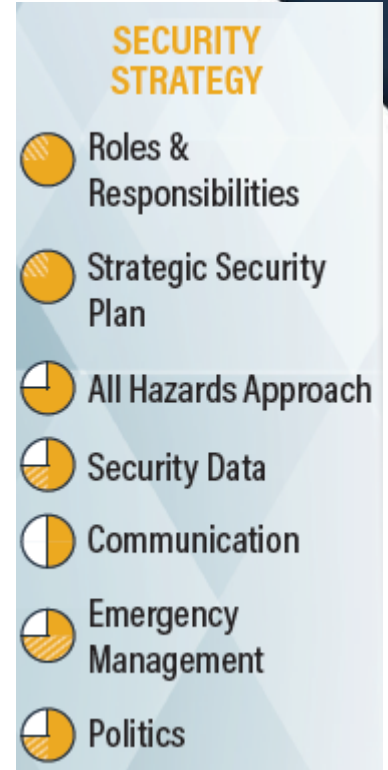 SECURITY
STRATEGY
Roles &
Responsibilities
Strategic Security
Plan
All Hazards Approach
Security Data
Communication
Emergency
Management
Politics